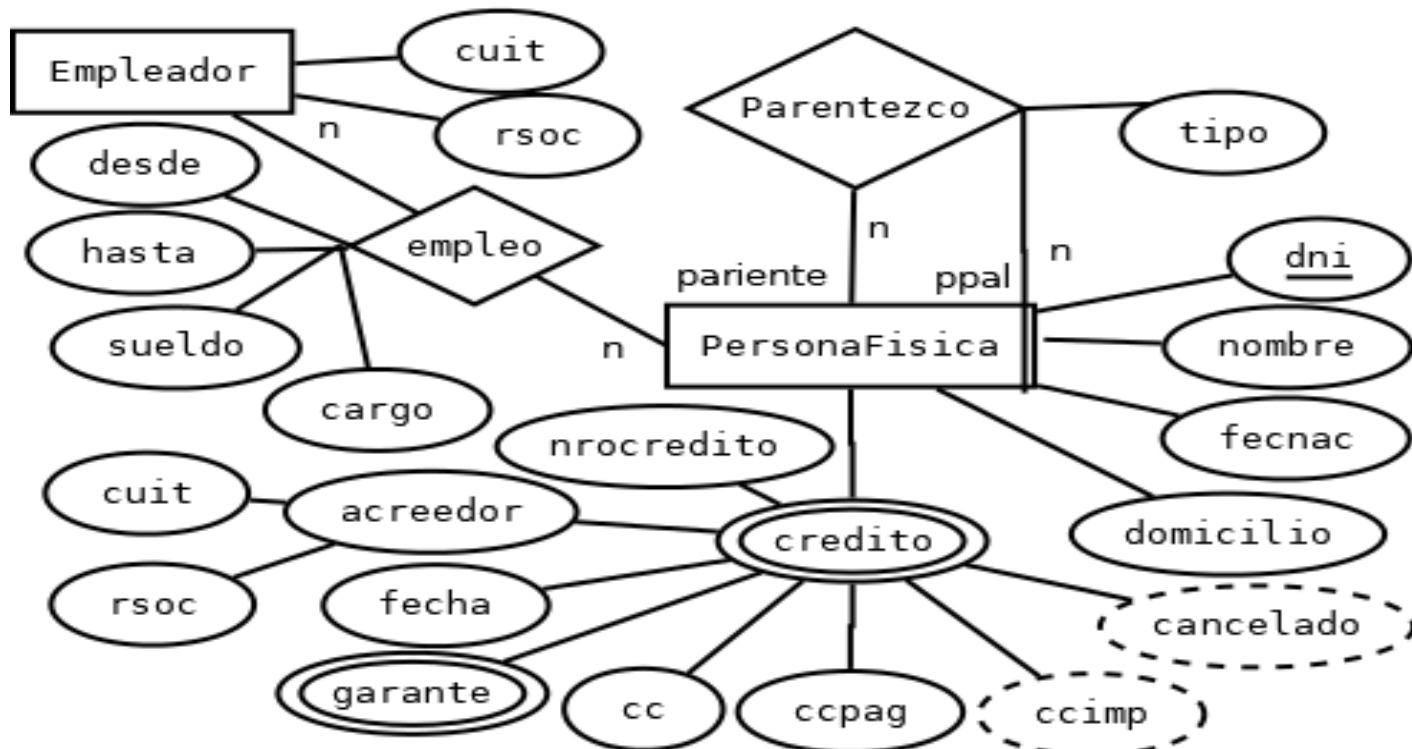 Empleador
cuit
rsoc
n
desde
hasta
sueldo
cargo
empleo
n
Parentezco
tipo
n
n
pariente
ppal
PersonaFisica
dni
nombre
fecnac
domicilio
nrocredito
cuit
acreedor
rsoc
credito
fecha
garante
cc
ccpag
ccimp
cancelado